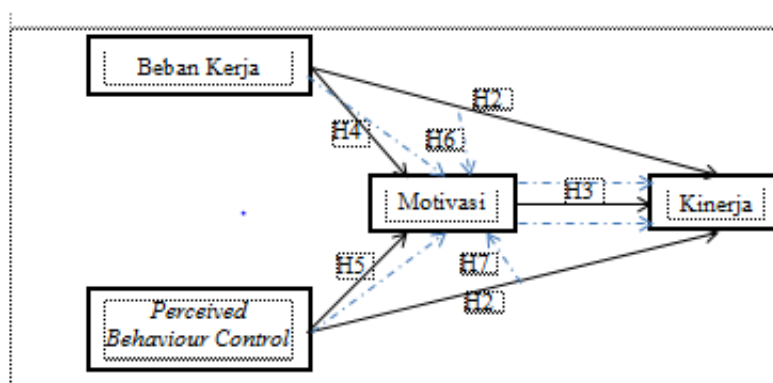 Beban Kerja
H2
H4
H6
Motivasi
H3
Kinerja
H5
H7
H2
Perceived
Behaviour Control